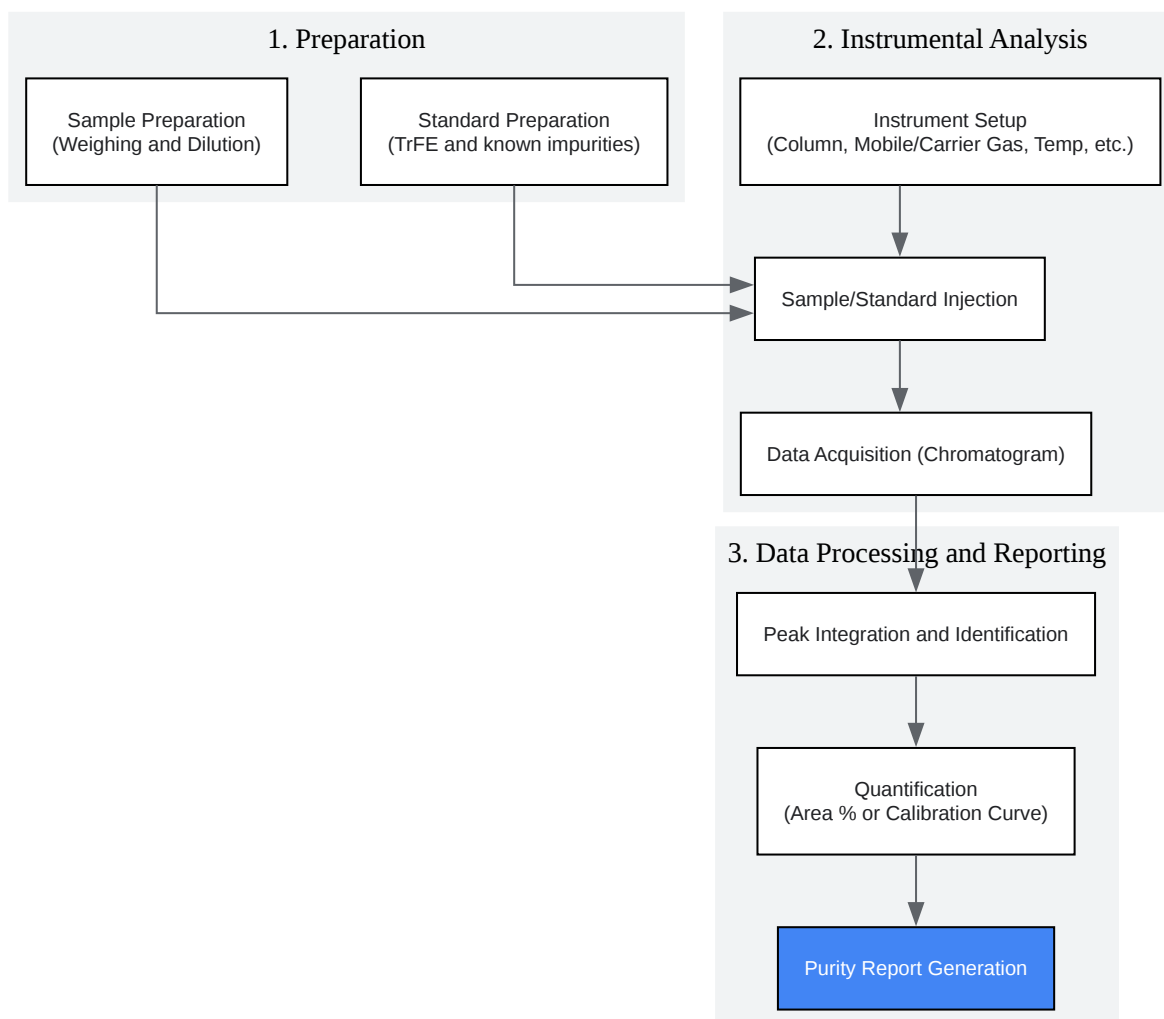 1. Preparation
Sample Preparation
(Weighing and Dilution)
Standard Preparation
(TrFE and known impurities)
2. Instrumental Analysis
Instrument Setup
(Column, Mobile/Carrier Gas, Temp, etc.)
Sample/Standard Injection
Data Acquisition (Chromatogram)
3. Data Processing and Reporting
Peak Integration and Identification
Quantification
(Area % or Calibration Curve)
Purity Report Generation